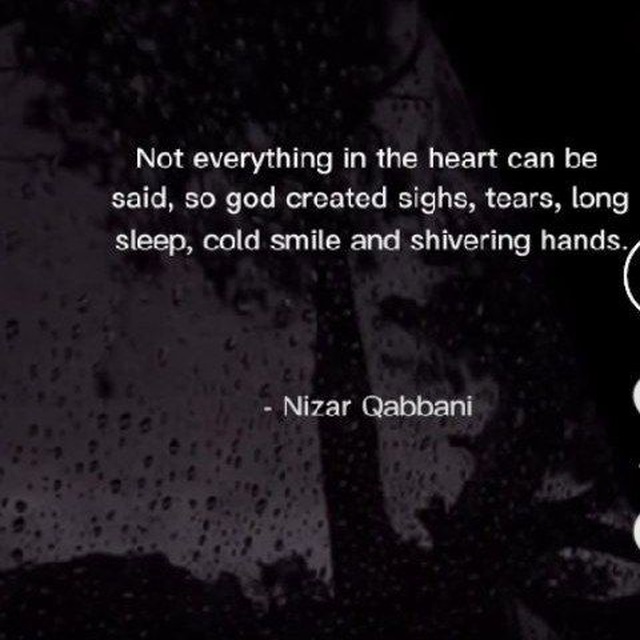 Not everything in the heart can be
said, so god created sighs, tears, long
sleep, cold smile and shivering hands.
- Nizar Qabbani